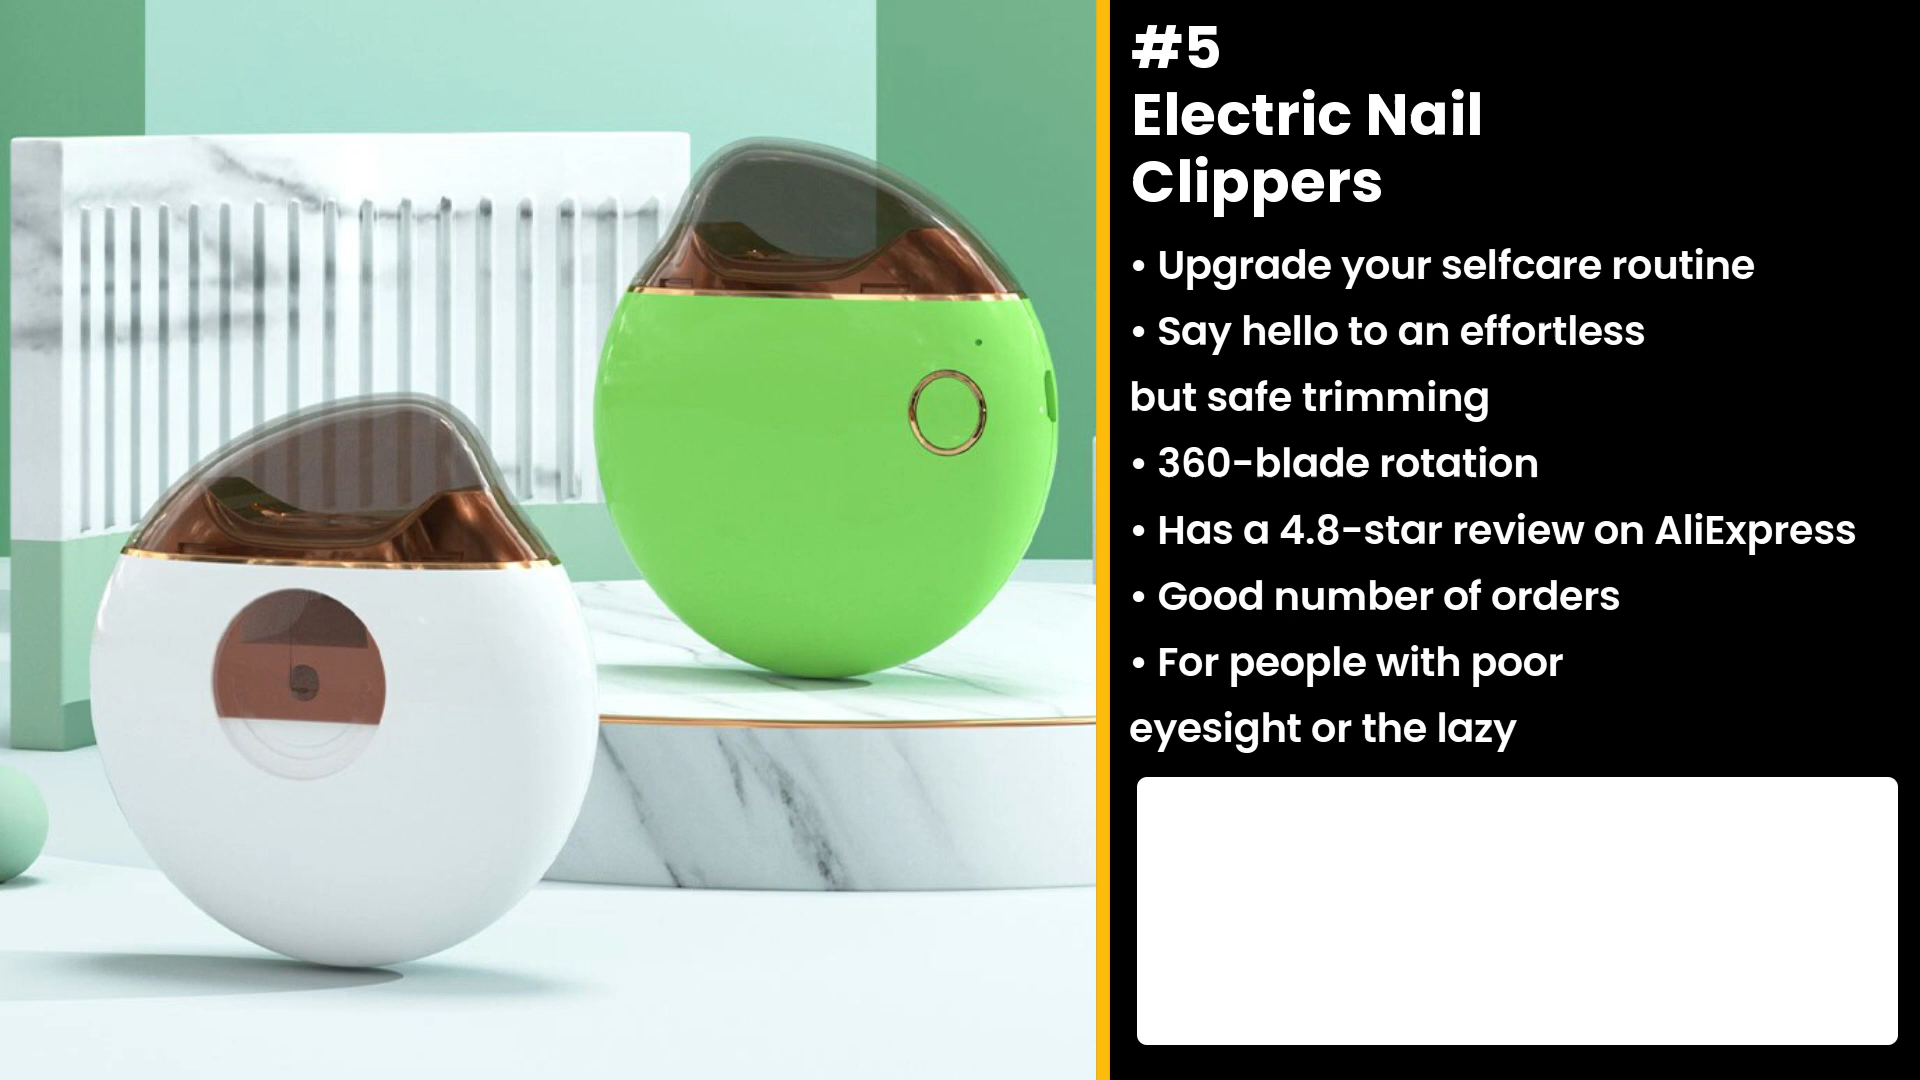 #5
Electric Nail
Clippers
• Upgrade your selfcare routine
• Say hello to an effortless
but safe trimming
• 360-blade rotation
• Has a 4.8-star review on AliExpress
• Good number of orders
• For people with poor
eyesight or the lazy